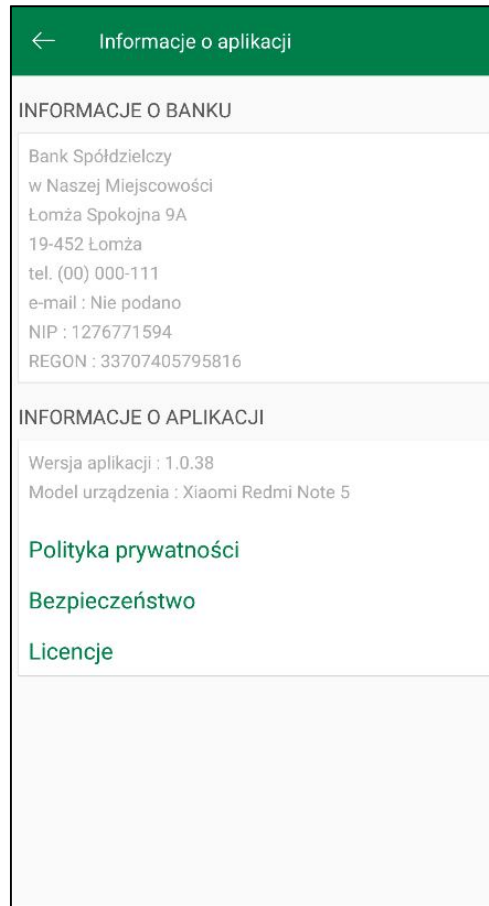 Informacje o aplikacji
INFORMACJE O BANKU
Bank Spółdzielczy
w Naszej Miejscowości
Łomża Spokojna 9A
19-452 Łomża
tel. (00) 000-111
e-mail : Nie podano
NIP : 1276771594
REGON : 33707405795816
INFORMACJE O APLIKACJI
Wersja aplikacji : 1.0.38
Model urządzenia : Xiaomi Redmi Note 5
Polityka prywatności
Bezpieczeństwo
Licencje